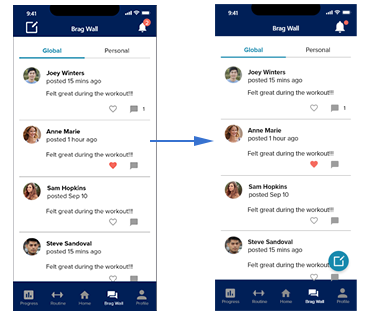 9:41
Brag Wall
2
Global Personal
Joey Winters
posted 15 mins ago
Felt great during the workout!!!
1
Anne Marie
posted 1 hour ago
Felt great during the workout!!!
Sam Hopkins
posted Sep 10
Felt great during the workout!!!
Steve Sandoval
posted 15 mins ago
Felt great during the workout!!!
Progress Routine Home Brag Wall Profile
9:41
Brag Wall
Global Personal
Joey Winters
posted 15 mins ago
Felt great during the workout!!!
1
Anne Marie
posted 1 hour ago
Felt great during the workout!!!
Sam Hopkins
posted Sep 10
Felt great during the workout!!!
Steve Sandoval
posted 15 mins ago
Felt great during the workout!!!
Progress Routine Home Brag Wall Profile